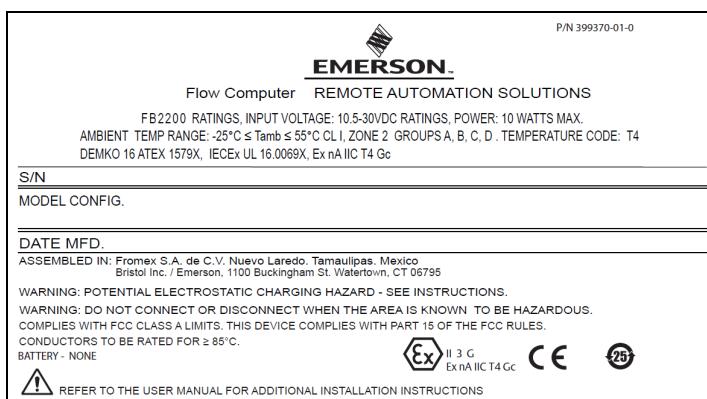 P/N 399370-01-0
EMERSON™
Flow Computer REMOTE AUTOMATION SOLUTIONS
FB2200 RATINGS, INPUT VOLTAGE: 10.5-30VDC RATINGS, POWER: 10 WATTS MAX.
AMBIENT TEMP RANGE: -25°C ≤ Tamb ≤ 55°C CL I, ZONE 2 GROUPS A, B, C, D . TEMPERATURE CODE: T4
DEMKO 16 ATEX 1579X, IECEx UL 16.0069X, Ex nA IIC T4 Gc
S/N
MODEL CONFIG.
DATE MFD.
ASSEMBLED IN: Fromex S.A. de C.V. Nuevo Laredo. Tamaulipas. Mexico
Bristol Inc. / Emerson, 1100 Buckingham St. Watertown, CT 06795
WARNING: POTENTIAL ELECTROSTATIC CHARGING HAZARD - SEE INSTRUCTIONS.
WARNING: DO NOT CONNECT OR DISCONNECT WHEN THE AREA IS KNOWN TO BE HAZARDOUS.
COMPLIES WITH FCC CLASS A LIMITS. THIS DEVICE COMPLIES WITH PART 15 OF THE FCC RULES.
CONDUCTORS TO BE RATED FOR ≥ 85°C.
BATTERY - NONE
Ex II 3 G
Ex nA IIC T4 Gc
CE
25
REFER TO THE USER MANUAL FOR ADDITIONAL INSTALLATION INSTRUCTIONS